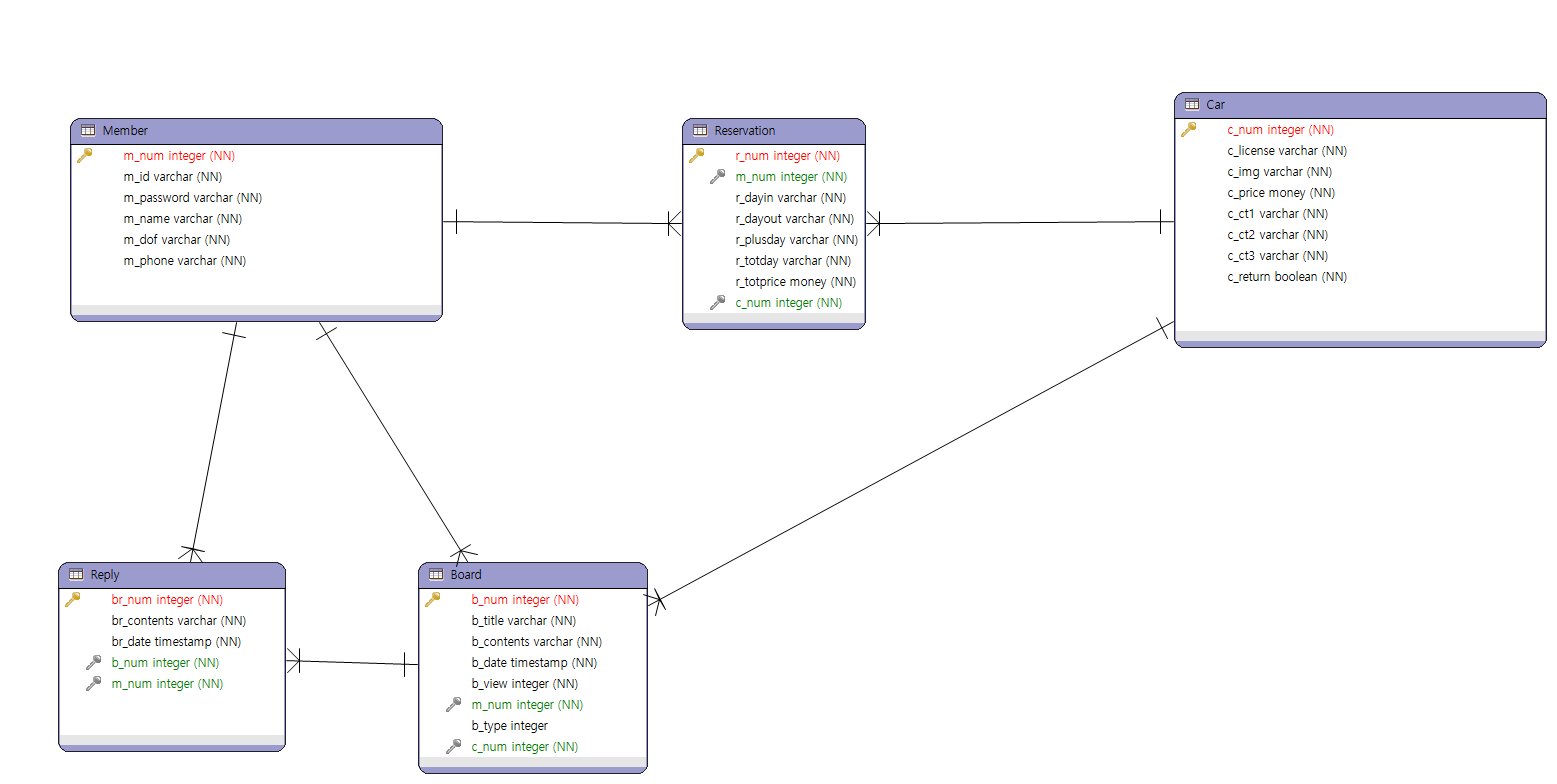 Member
m_num integer (NN)
m_id varchar (NN)
m_password varchar (NN)
m_name varchar (NN)
m_dof varchar (NN)
m_phone varchar (NN)
Reservation
r_num integer (NN)
m_num integer (NN)
r_dayin varchar (NN)
r_dayout varchar (NN)
r_plusday varchar (NN)
r_totday varchar (NN)
r_totprice money (NN)
c_num integer (NN)
Car
c_num integer (NN)
c_license varchar (NN)
c_img varchar (NN)
c_price money (NN)
c_ct1 varchar (NN)
c_ct2 varchar (NN)
c_ct3 varchar (NN)
c_return boolean (NN)
Reply
br_num integer (NN)
br_contents varchar (NN)
br_date timestamp (NN)
b_num integer (NN)
m_num integer (NN)
Board
b_num integer (NN)
b_title varchar (NN)
b_contents varchar (NN)
b_date timestamp (NN)
b_view integer (NN)
m_num integer (NN)
b_type integer
c_num integer (NN)